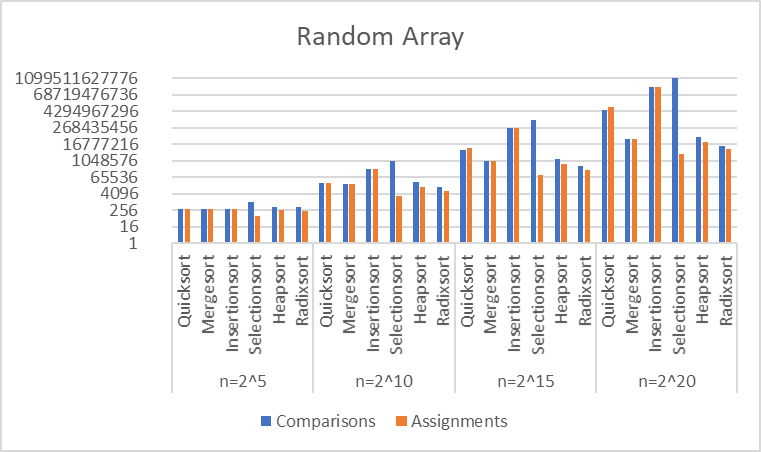 Random Array
1099511627776
68719476736
4294967296
268435456
16777216
1048576
65536
4096
256
16
1
Quicksort
Mergesort
Insertionsort
Selectionsort
Heapsort
Radixsort
Quicksort
Mergesort
Insertionsort
Selectionsort
Heapsort
Radixsort
Quicksort
Mergesort
Insertionsort
Selectionsort
Heapsort
Radixsort
Quicksort
Mergesort
Insertionsort
Selectionsort
Heapsort
Radixsort
n=2^5 n=2^10 n=2^15 n=2^20
Comparisons Assignments